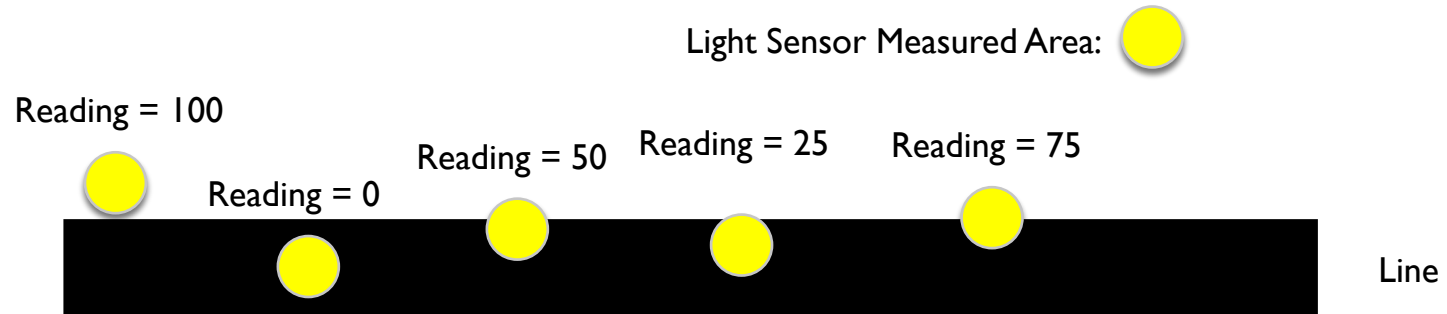 Light Sensor Measured Area:
Reading = 100
Reading = 0
Reading = 50
Reading = 25
Reading = 75
Line